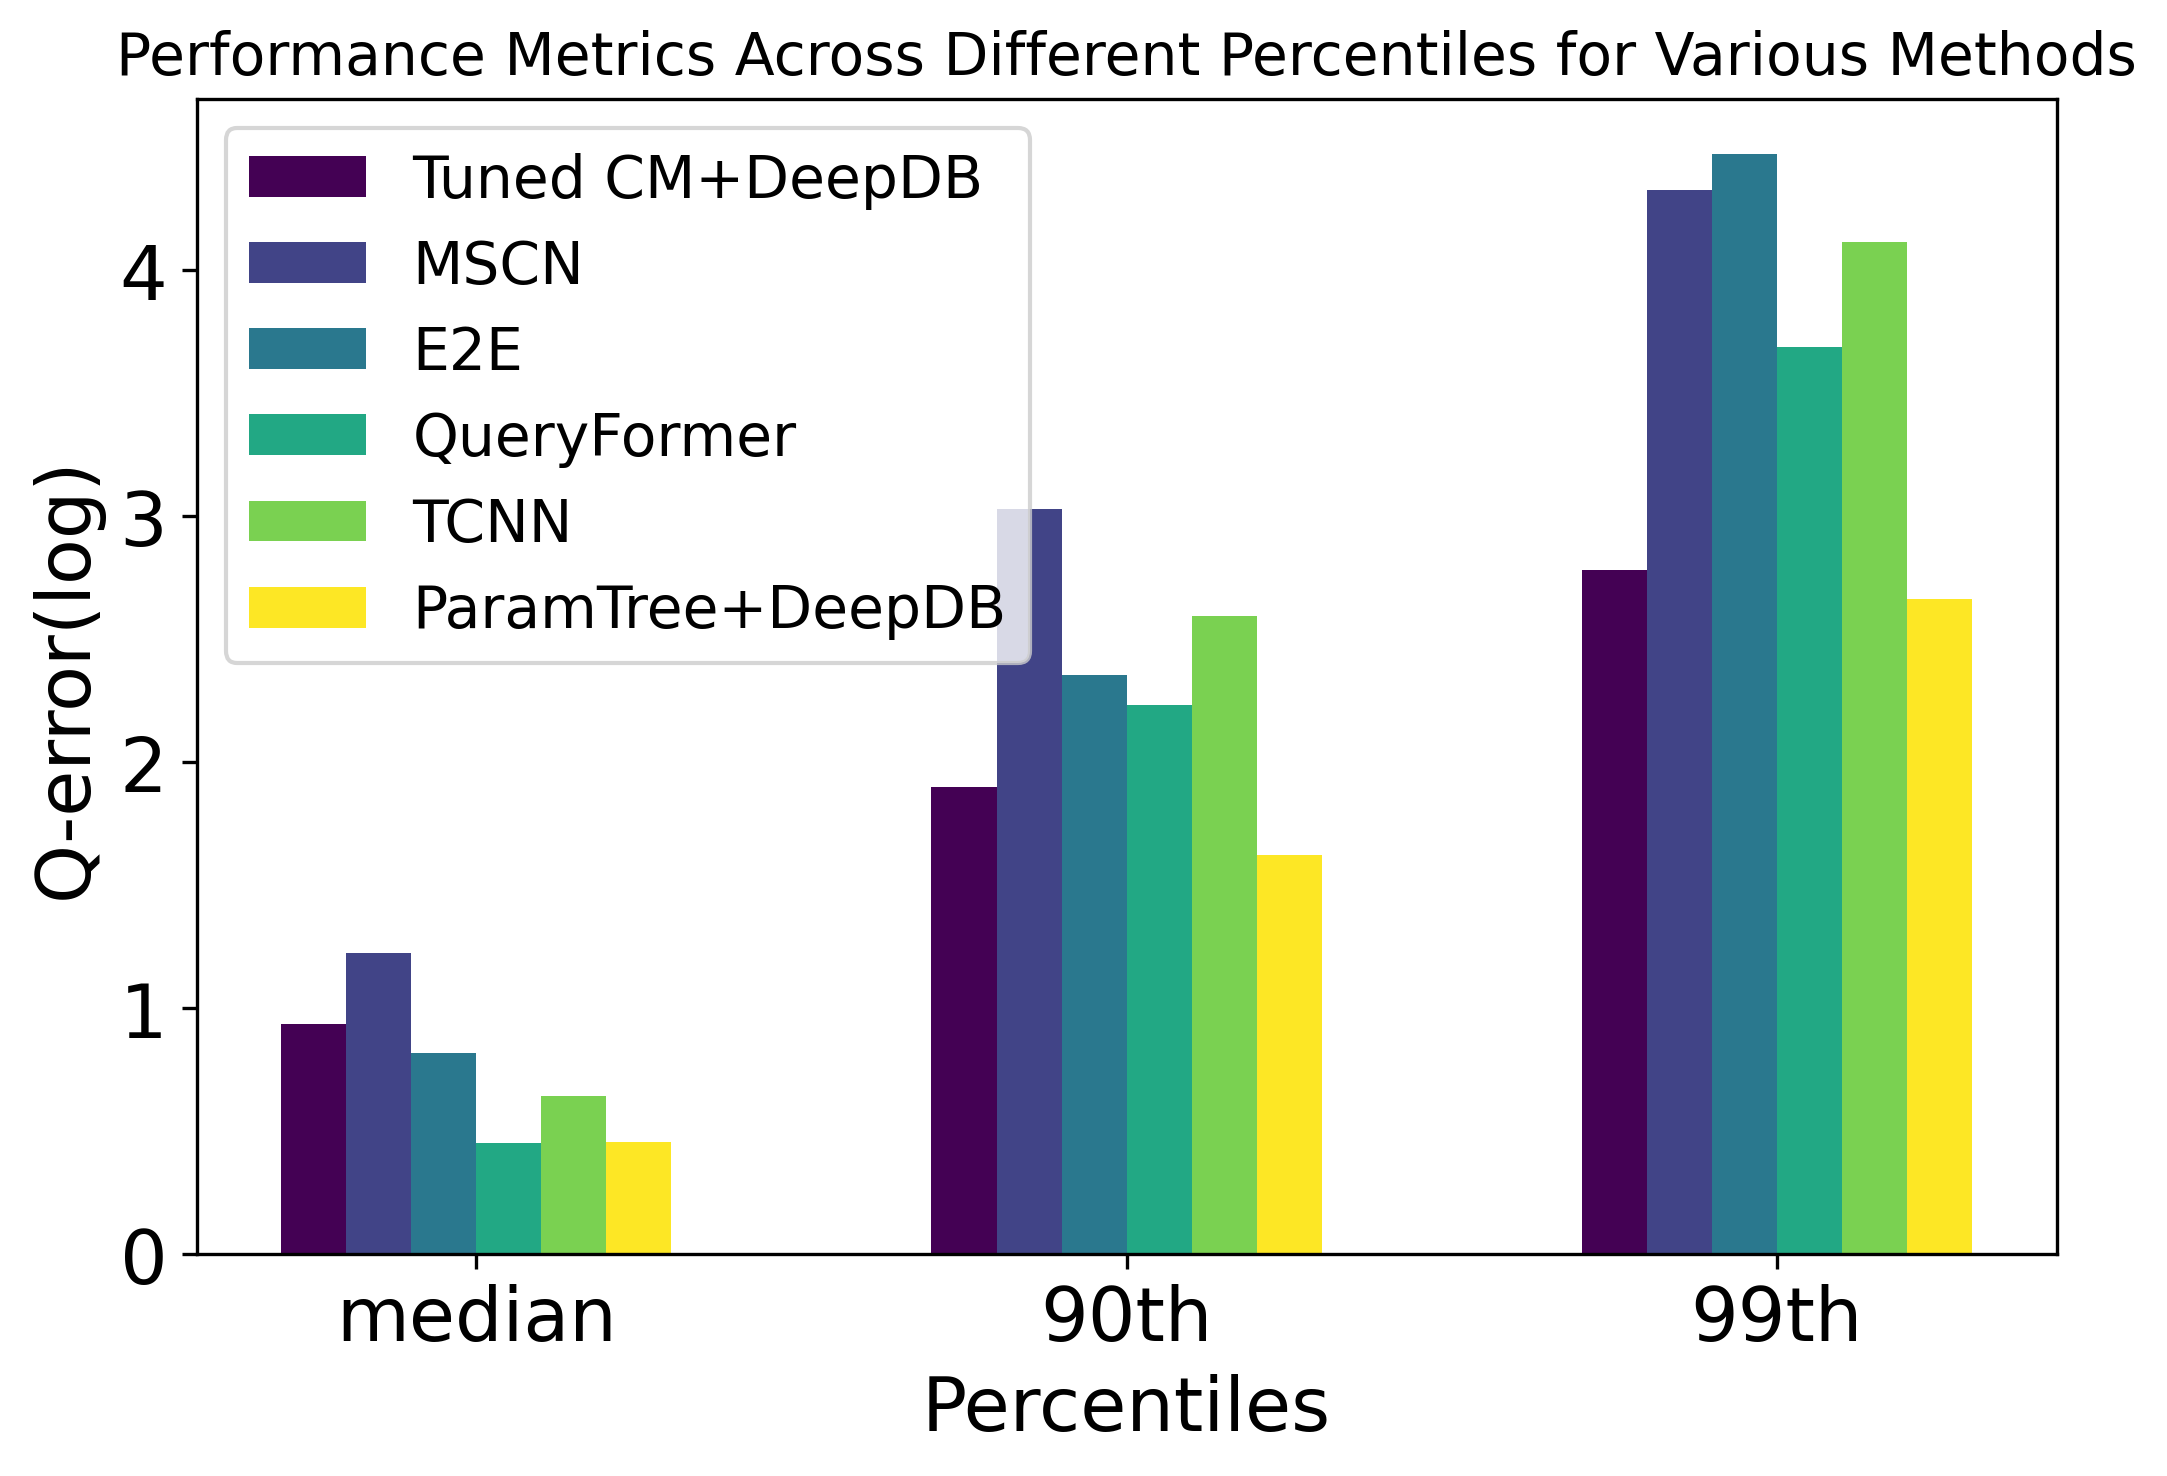 Performance Metrics Across Different Percentiles for Various Methods
Tuned CM+DeepDB
MSCN
E2E
QueryFormer
TCNN
ParamTree+DeepDB
Q-error(log)
4
3
2
1
0
median
90th
99th
Percentiles